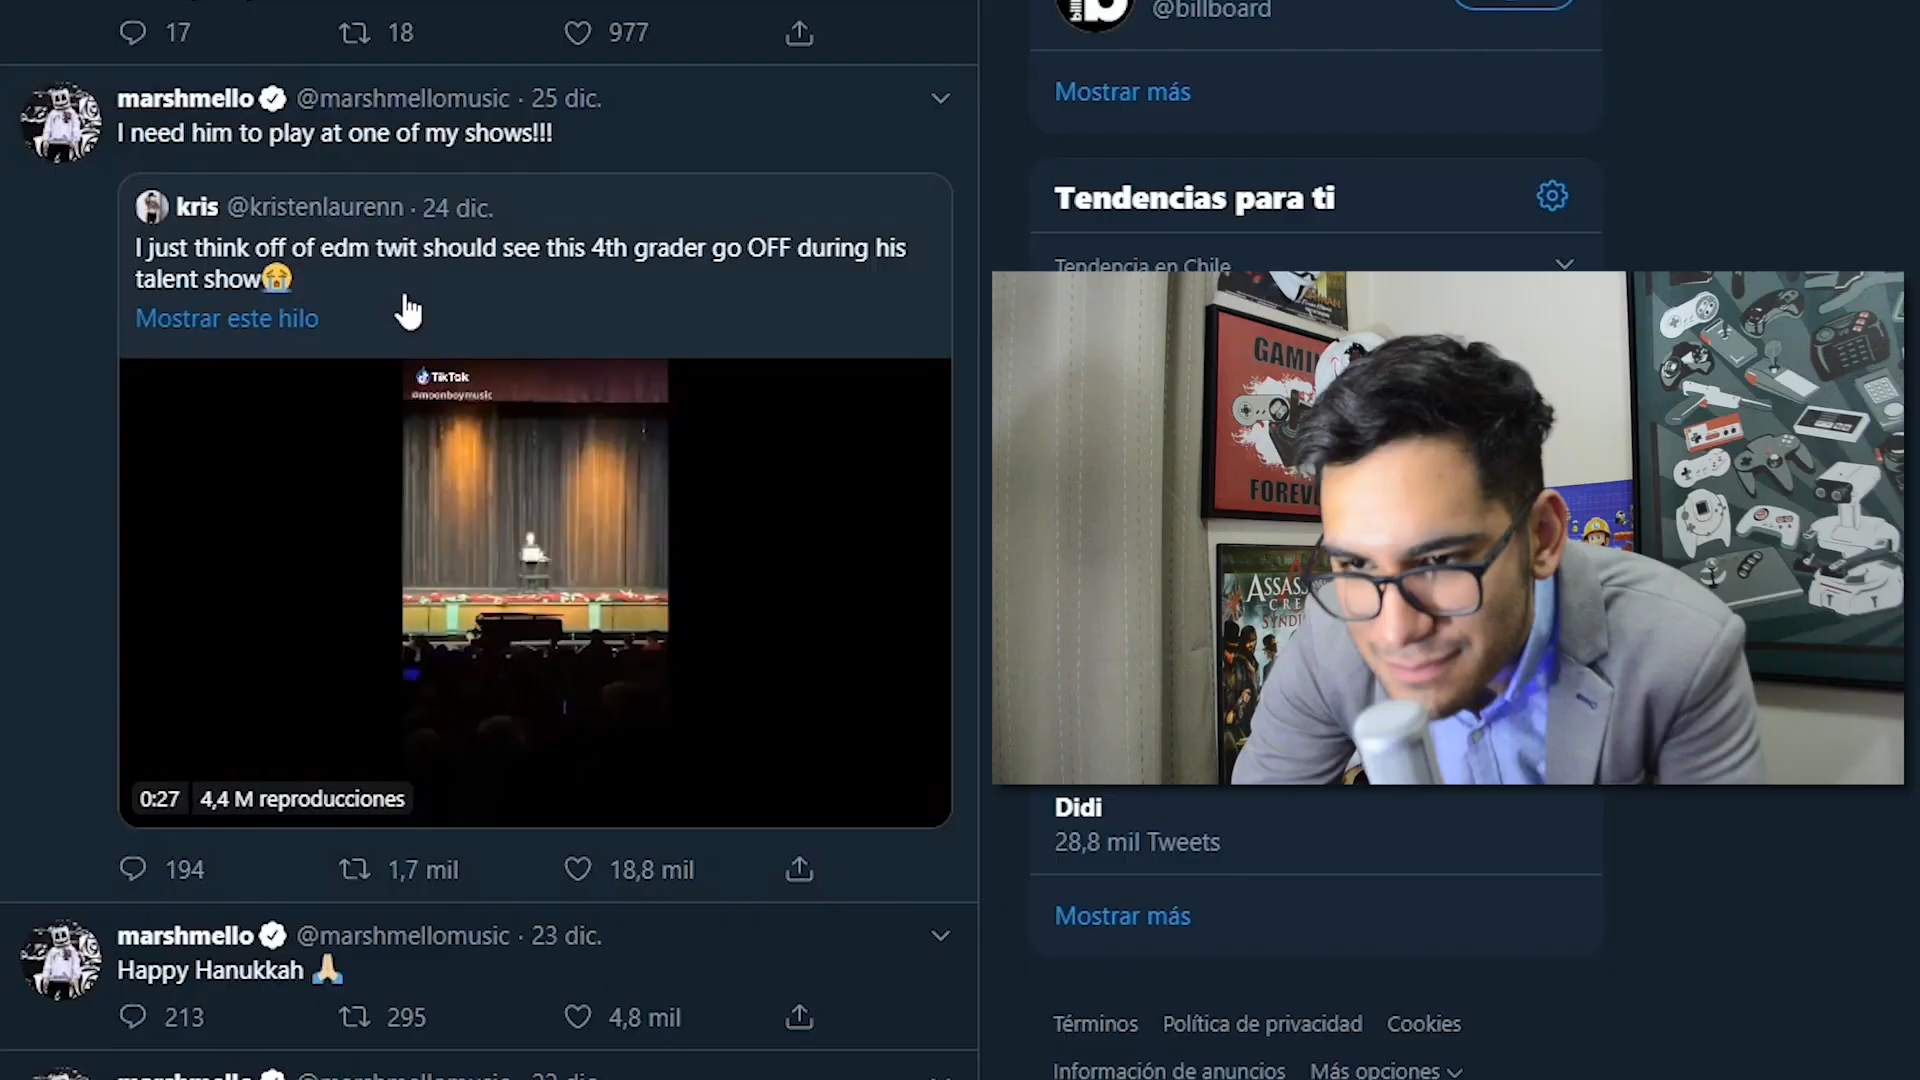 17 18 977
@billboard
Mostrar más
marshmello @marshmellomusic · 25 dic.
I need him to play at one of my shows!!!
kris @kristenlaurenn · 24 dic.
I just think off of edm twit should see this 4th grader go OFF during his
talent show😭
Mostrar este hilo
TikTok
@moonboymusic
0:27 4,4 M reproducciones
194 1,7 mil 18,8 mil
marshmello @marshmellomusic · 23 dic.
Happy Hanukkah 🙏🏼
213 295 4,8 mil
Tendencias para ti
Tendencia en Chile
FOREV
ASSAS
CRE
SYNDI
Didi
28,8 mil Tweets
Mostrar más
Términos Política de privacidad Cookies
Información de anuncios Más opciones